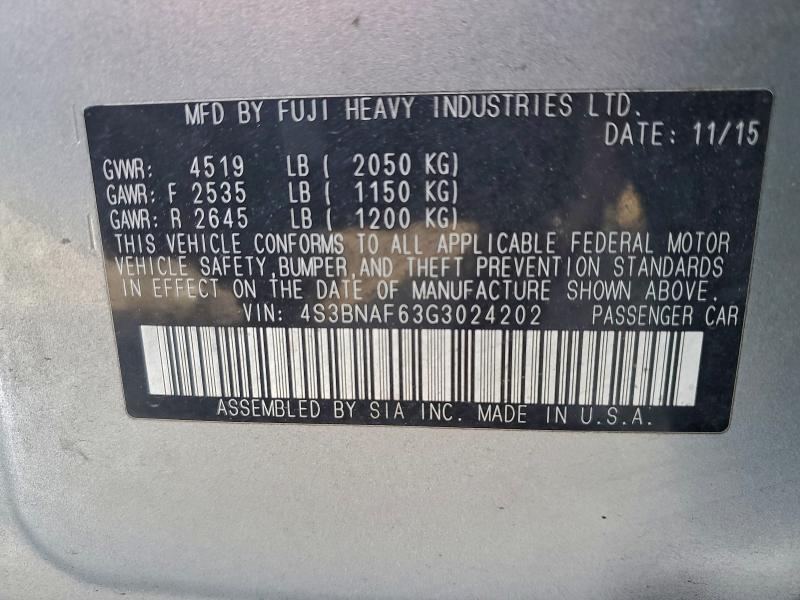 MFD BY FUJI HEAVY INDUSTRIES LTD.
DATE: 11/15
GVWR: 4519 LB ( 2050 KG)
GAWR: F 2535 LB ( 1150 KG)
GAWR: R 2645 LB ( 1200 KG)
THIS VEHICLE CONFORMS TO ALL APPLICABLE FEDERAL MOTOR
VEHICLE SAFETY,BUMPER,AND THEFT PREVENTION STANDARDS
IN EFFECT ON THE DATE OF MANUFACTURE SHOWN ABOVE.
VIN: 4S3BNAF63G3024202 PASSENGER CAR
ASSEMBLED BY SIA INC. MADE IN U.S.A.